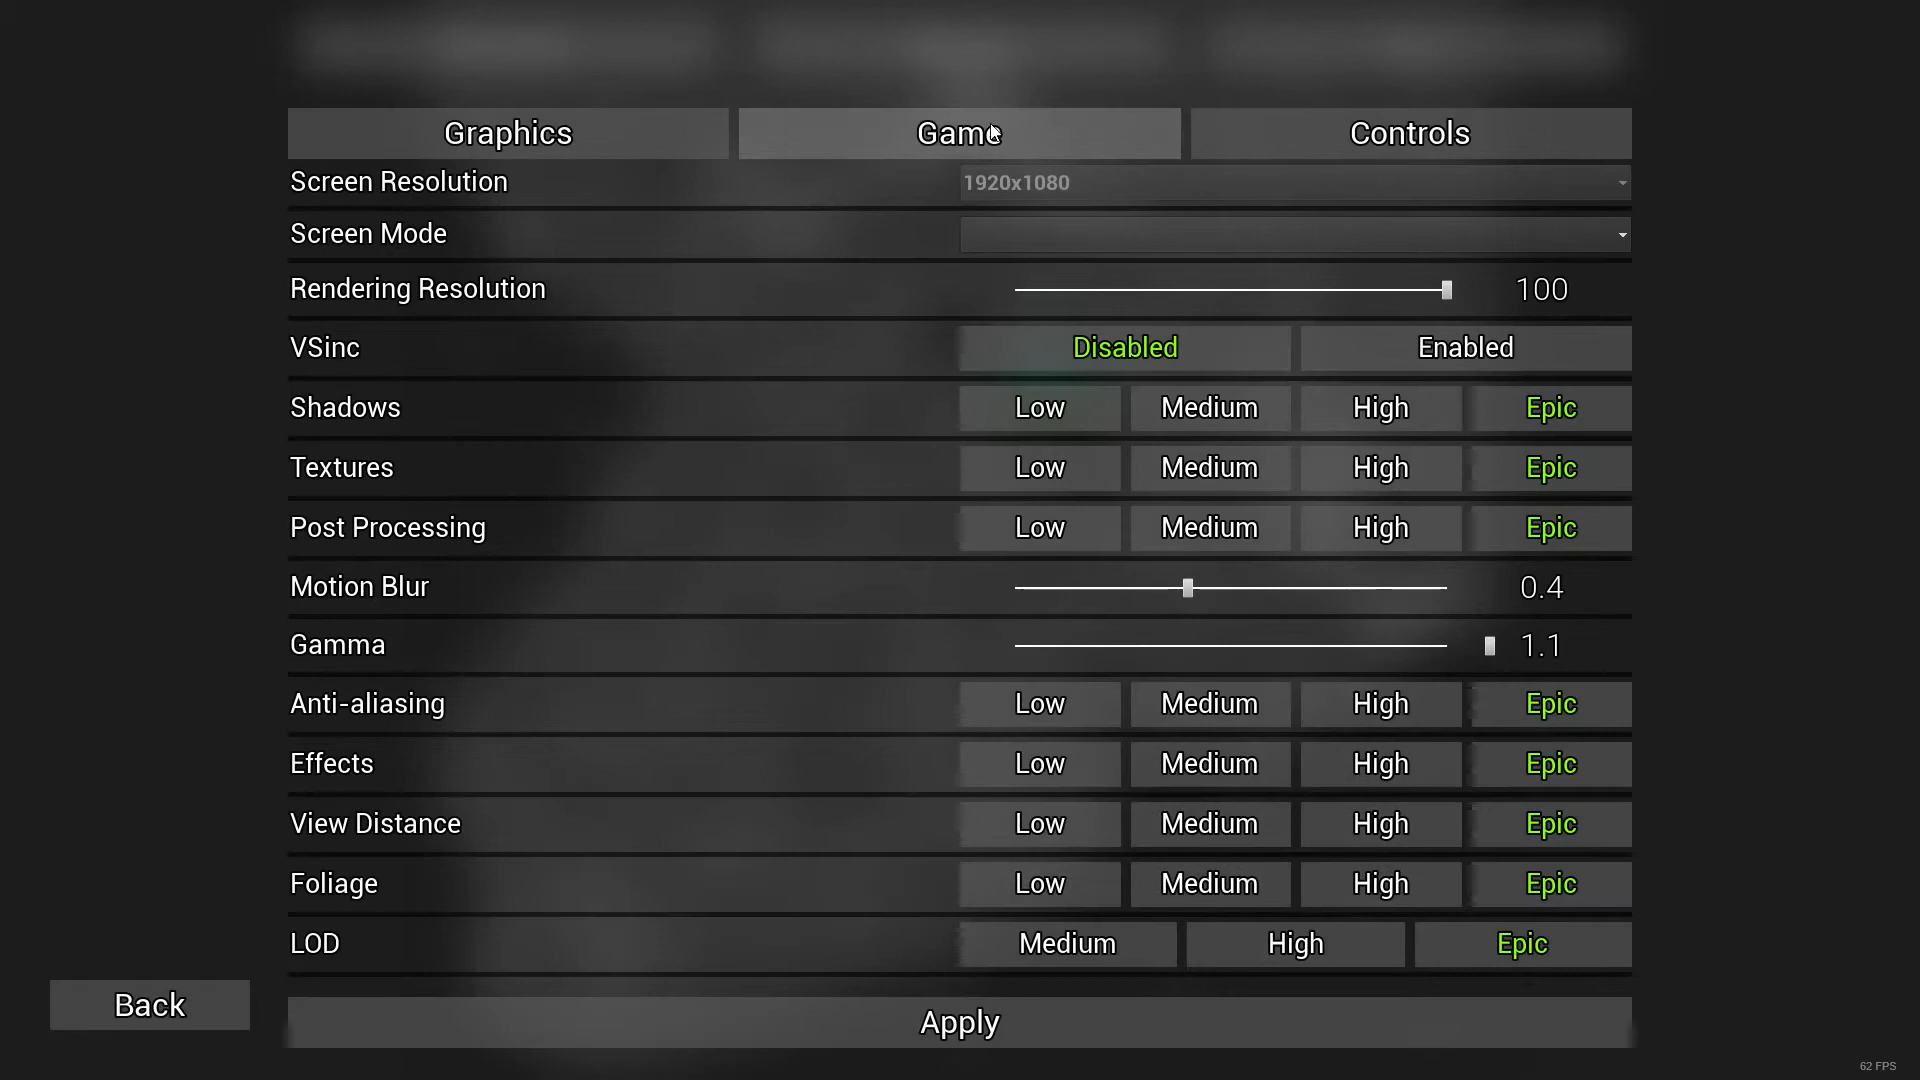 Graphics Game Controls
Screen Resolution 1920x1080
Screen Mode
Rendering Resolution 100
VSinc Disabled Enabled
Shadows Low Medium High Epic
Textures Low Medium High Epic
Post Processing Low Medium High Epic
Motion Blur 0.4
Gamma 1.1
Anti-aliasing Low Medium High Epic
Effects Low Medium High Epic
View Distance Low Medium High Epic
Foliage Low Medium High Epic
LOD Medium High Epic
Back
Apply
62 FPS